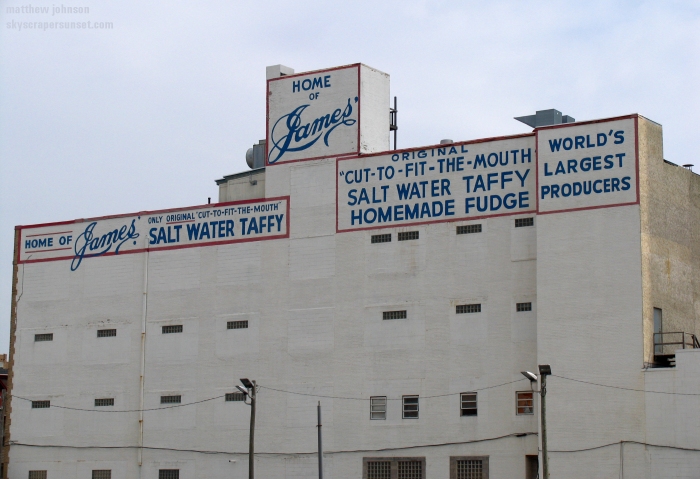 matthew johnson
skyscrapersunset.com
HOME
OF
James'
ORIGINAL
"CUT-TO-FIT-THE-MOUTH"
SALT WATER TAFFY
HOMEMADE FUDGE
WORLD'S
LARGEST
PRODUCERS
HOME OF James'
ONLY ORIGINAL "CUT-TO-FIT-THE-MOUTH"
SALT WATER TAFFY